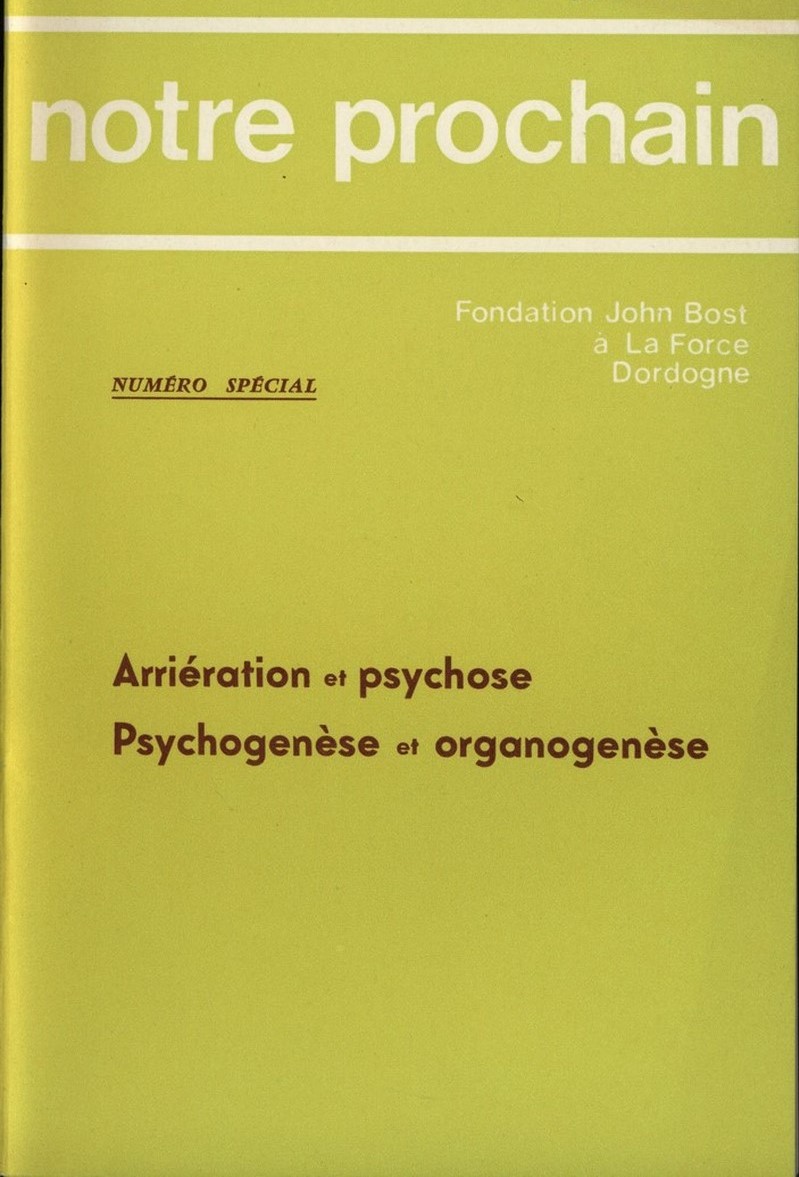 notre prochain
Fondation John Bost
à La Force
Dordogne
NUMÉRO SPÉCIAL
Arriération et psychose
Psychogenèse et organogenèse